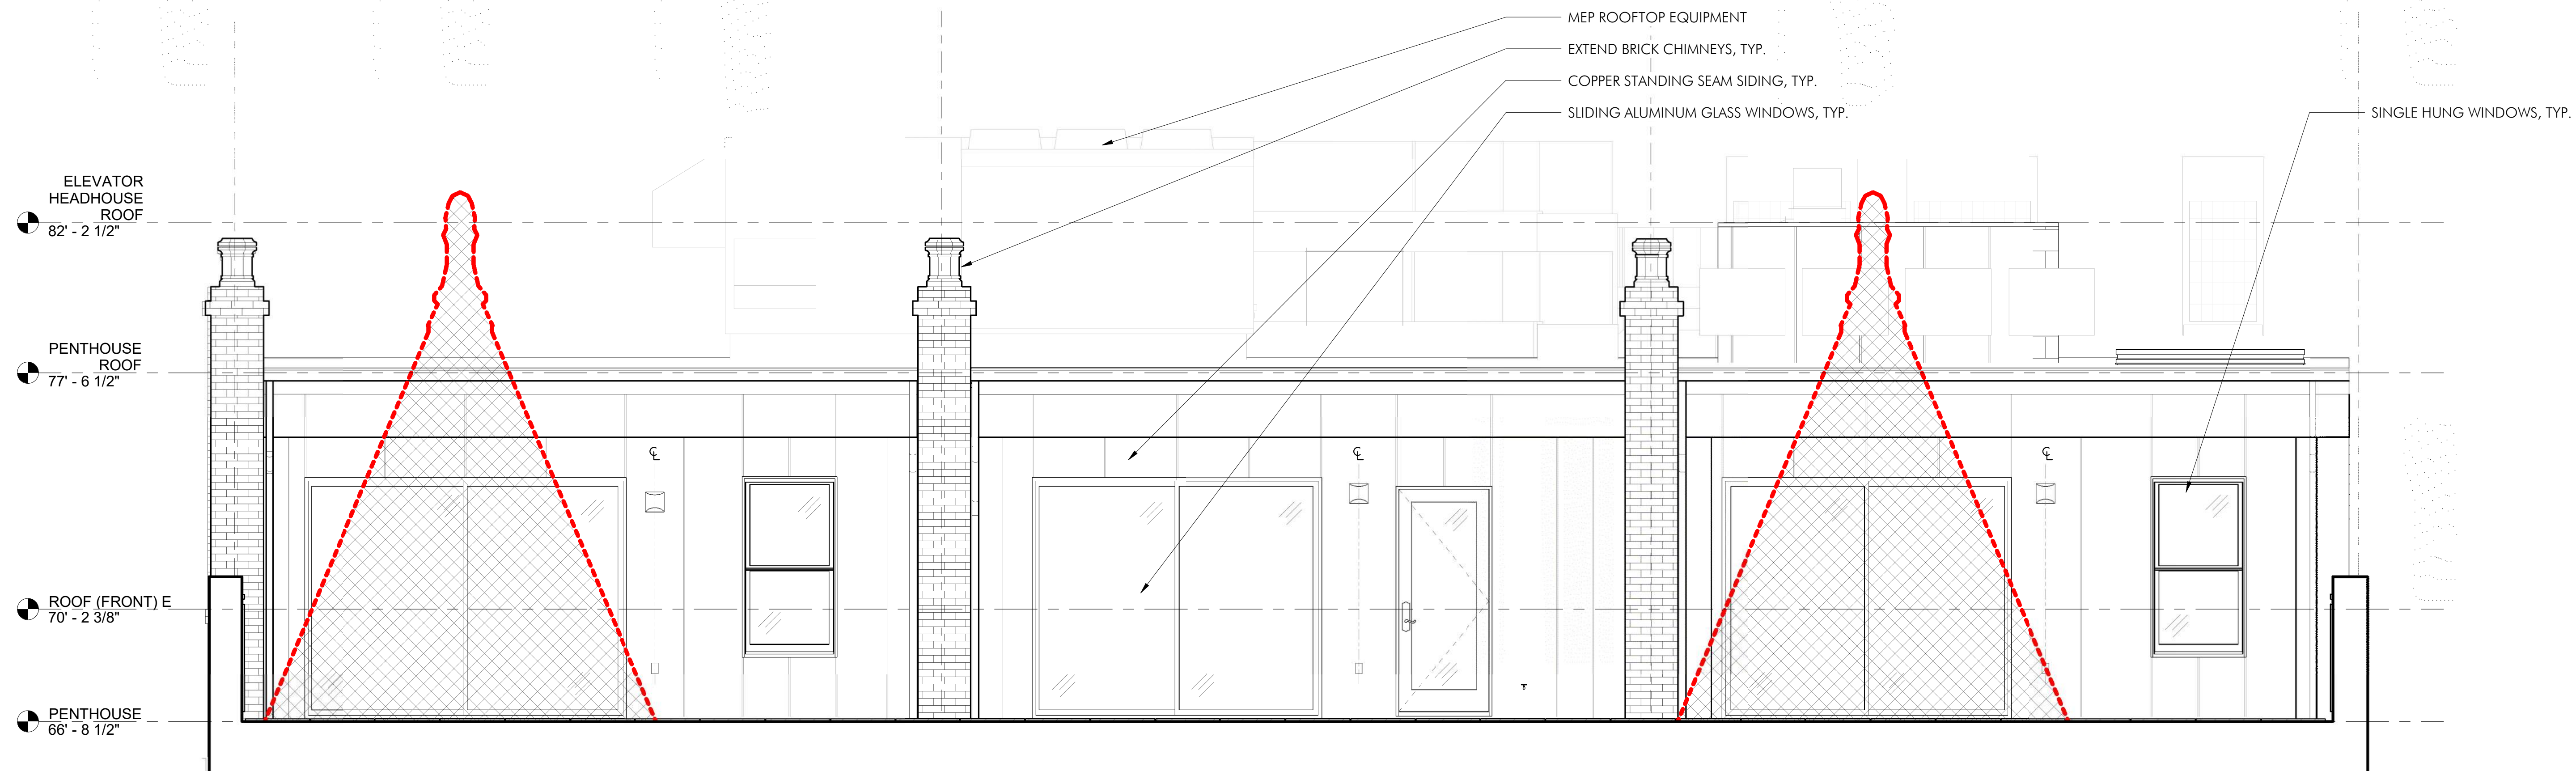 MEP ROOFTOP EQUIPMENT
EXTEND BRICK CHIMNEYS, TYP.
COPPER STANDING SEAM SIDING, TYP.
SLIDING ALUMINUM GLASS WINDOWS, TYP.
SINGLE HUNG WINDOWS, TYP.
ELEVATOR
HEADHOUSE
ROOF
82' - 2 1/2"
PENTHOUSE
ROOF
77' - 6 1/2"
ROOF (FRONT) E
70' - 2 3/8"
PENTHOUSE
66' - 8 1/2"
℄
℄
℄